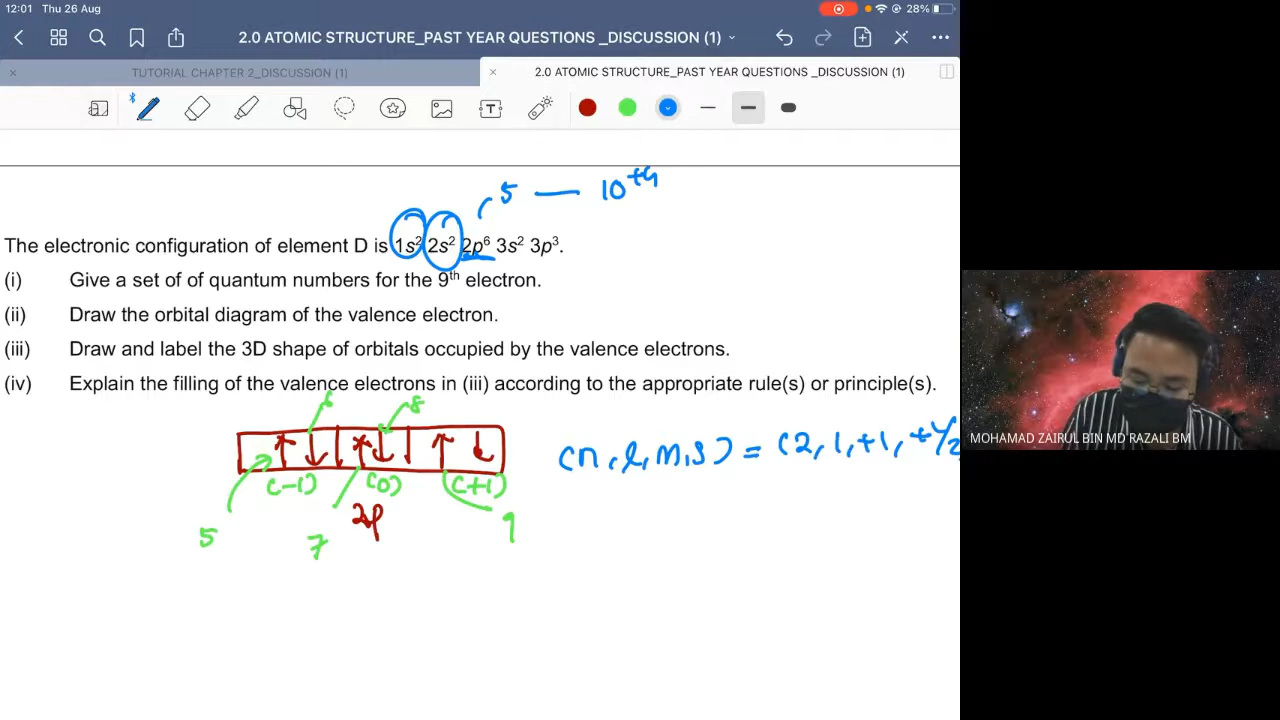 12:01 Thu 26 Aug
28%
2.0 ATOMIC STRUCTURE_PAST YEAR QUESTIONS _DISCUSSION (1)
TUTORIAL CHAPTER 2_DISCUSSION (1)
2.0 ATOMIC STRUCTURE_PAST YEAR QUESTIONS _DISCUSSION (1)
5 — 10th
The electronic configuration of element D is 1s² 2s² 2p⁶ 3s² 3p³.
(i) Give a set of of quantum numbers for the 9th electron.
(ii) Draw the orbital diagram of the valence electron.
(iii) Draw and label the 3D shape of orbitals occupied by the valence electrons.
(iv) Explain the filling of the valence electrons in (iii) according to the appropriate rule(s) or principle(s).
6 8
(n, l, m, s) = (2, 1, +1, +1/2
(-1) (0) (+1)
2p
5 7 9
MOHAMAD ZAIRUL BIN MD RAZALI BM